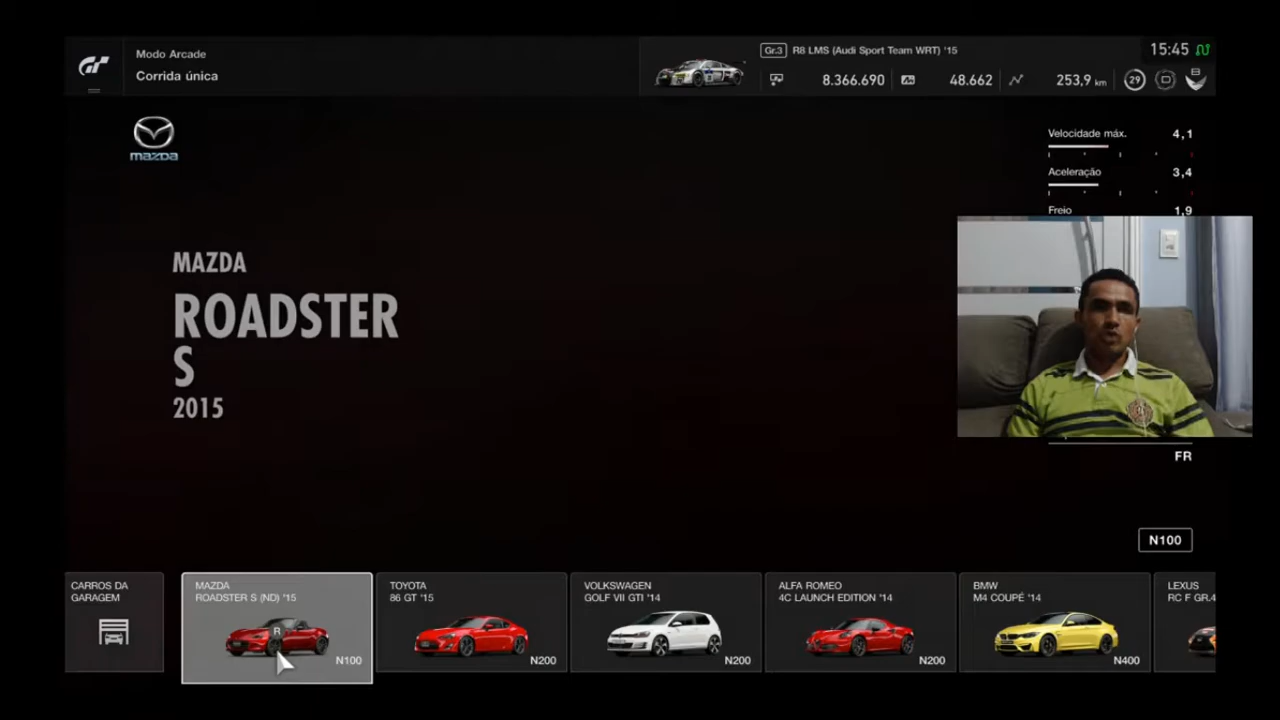 Modo Arcade
Corrida única
Gr.3 R8 LMS (Audi Sport Team WRT) '15
8.366.690 48.662 253,9 km 29
15:45
mazda
Velocidade máx. 4,1
Aceleração 3,4
Freio 1,9
MAZDA
ROADSTER
S
2015
FR
N100
CARROS DA
GARAGEM
MAZDA
ROADSTER S (ND) '15
R
N100
TOYOTA
86 GT '15
N200
VOLKSWAGEN
GOLF VII GTI '14
N200
ALFA ROMEO
4C LAUNCH EDITION '14
N200
BMW
M4 COUPÉ '14
N400
LEXUS
RC F GR.4